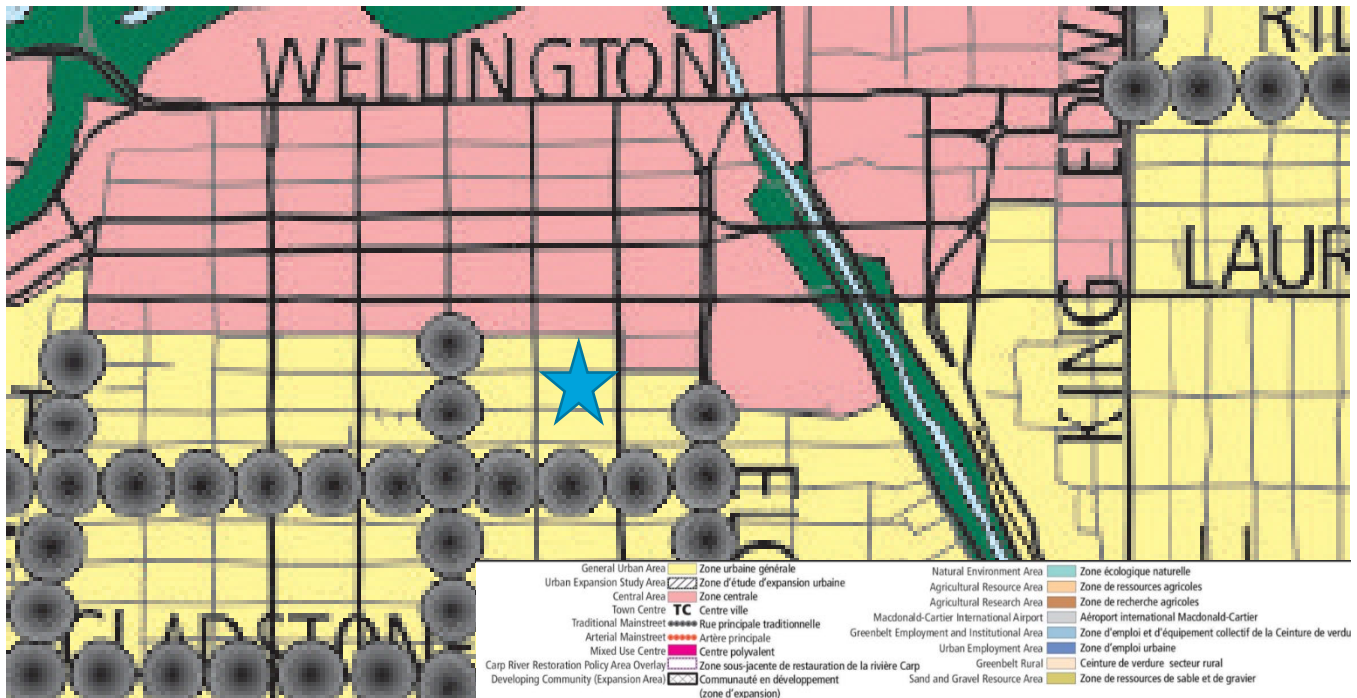 WELLINGTON
RIL
KING EDW
LAUR
GLADSTON
General Urban Area Zone urbaine générale
Urban Expansion Study Area Zone d'étude d'expansion urbaine
Central Area Zone centrale
Town Centre TC Centre ville
Traditional Mainstreet Rue principale traditionnelle
Arterial Mainstreet Artère principale
Mixed Use Centre Centre polyvalent
Carp River Restoration Policy Area Overlay Zone sous-jacente de restauration de la rivière Carp
Developing Community (Expansion Area) Communauté en développement
(zone d'expansion)
Natural Environment Area Zone écologique naturelle
Agricultural Resource Area Zone de ressources agricoles
Agricultural Research Area Zone de recherche agricoles
Macdonald-Cartier International Airport Aéroport international Macdonald-Cartier
Greenbelt Employment and Institutional Area Zone d'emploi et d'équipement collectif de la Ceinture de verdu
Urban Employment Area Zone d'emploi urbaine
Greenbelt Rural Ceinture de verdure secteur rural
Sand and Gravel Resource Area Zone de ressources de sable et de gravier